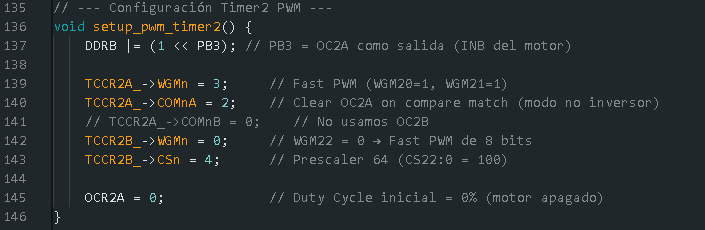 135 // --- Configuración Timer2 PWM ---
136 void setup_pwm_timer2() {
137 DDRB |= (1 << PB3); // PB3 = OC2A como salida (INB del motor)
138
139 TCCR2A_->WGMn = 3; // Fast PWM (WGM20=1, WGM21=1)
140 TCCR2A_->COMnA = 2; // Clear OC2A on compare match (modo no inversor)
141 // TCCR2A_->COMnB = 0; // No usamos OC2B
142 TCCR2B_->WGMn = 0; // WGM22 = 0 → Fast PWM de 8 bits
143 TCCR2B_->CSn = 4; // Prescaler 64 (CS22:0 = 100)
144
145 OCR2A = 0; // Duty Cycle inicial = 0% (motor apagado)
146 }